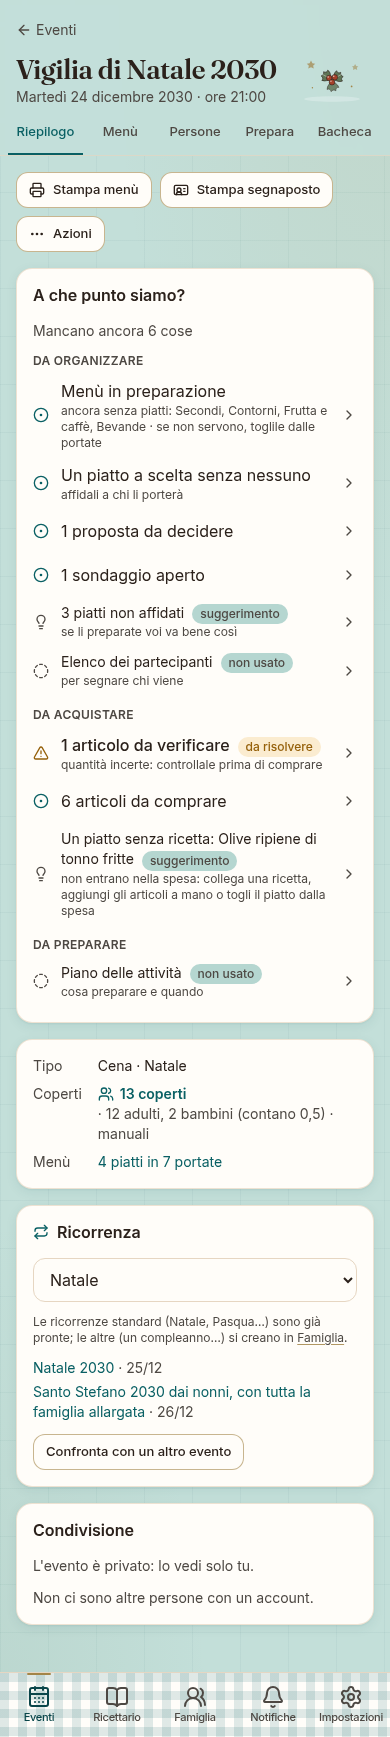 Eventi
Vigilia di Natale 2030
Martedì 24 dicembre 2030 · ore 21:00
Riepilogo Menù Persone Prepara Bacheca
Stampa menù Stampa segnaposto
Azioni
A che punto siamo?
Mancano ancora 6 cose
DA ORGANIZZARE
Menù in preparazione
ancora senza piatti: Secondi, Contorni, Frutta e
caffè, Bevande · se non servono, toglile dalle
portate
Un piatto a scelta senza nessuno
affidali a chi li porterà
1 proposta da decidere
1 sondaggio aperto
3 piatti non affidati suggerimento
se li preparate voi va bene così
Elenco dei partecipanti non usato
per segnare chi viene
DA ACQUISTARE
1 articolo da verificare da risolvere
quantità incerte: controllale prima di comprare
6 articoli da comprare
Un piatto senza ricetta: Olive ripiene di
tonno fritte suggerimento
non entrano nella spesa: collega una ricetta,
aggiungi gli articoli a mano o togli il piatto dalla
spesa
DA PREPARARE
Piano delle attività non usato
cosa preparare e quando
Tipo Cena · Natale
Coperti 13 coperti
· 12 adulti, 2 bambini (contano 0,5) ·
manuali
Menù 4 piatti in 7 portate
Ricorrenza
Natale
Le ricorrenze standard (Natale, Pasqua...) sono già
pronte; le altre (un compleanno...) si creano in Famiglia.
Natale 2030 · 25/12
Santo Stefano 2030 dai nonni, con tutta la
famiglia allargata · 26/12
Confronta con un altro evento
Condivisione
L'evento è privato: lo vedi solo tu.
Non ci sono altre persone con un account.
Eventi Ricettario Famiglia Notifiche Impostazioni